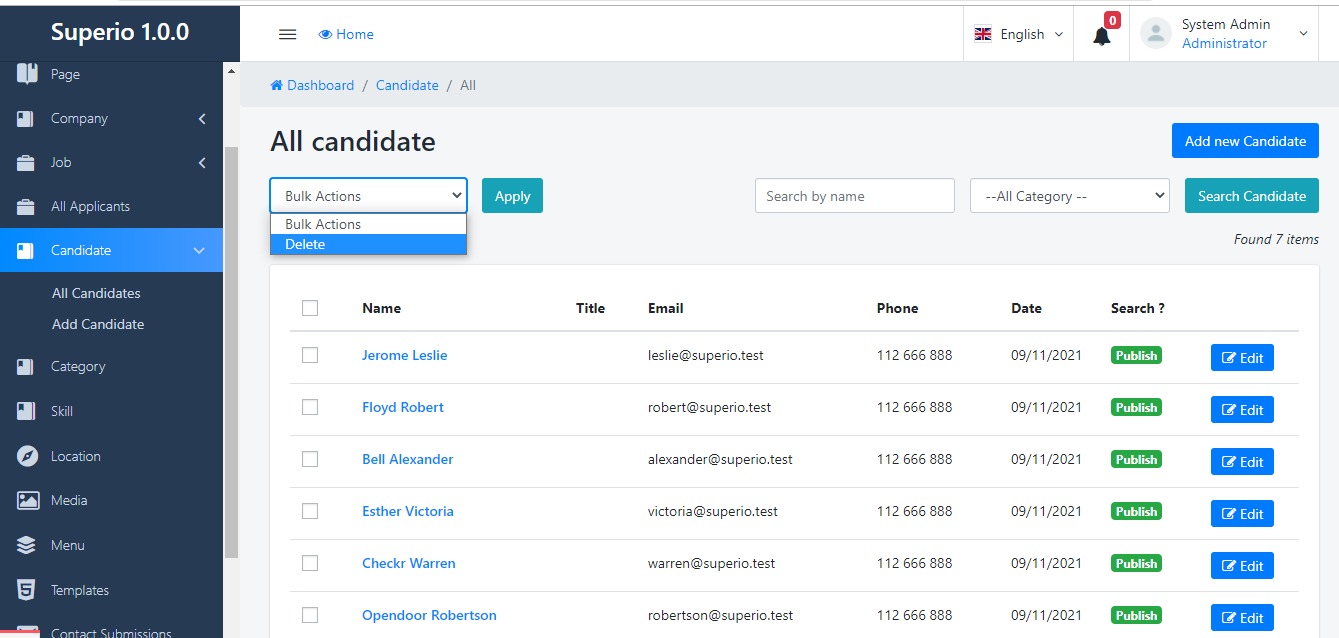 Superio 1.0.0
Home
English
0
System Admin
Administrator
Page
Company
Job
All Applicants
Candidate
All Candidates
Add Candidate
Category
Skill
Location
Media
Menu
Templates
Contact Submissions
Dashboard / Candidate / All
All candidate
Add new Candidate
Bulk Actions
Apply
Search by name
--All Category --
Search Candidate
Bulk Actions
Delete
Found 7 items
Name Title Email Phone Date Search ?
Jerome Leslie leslie@superio.test 112 666 888 09/11/2021 Publish Edit
Floyd Robert robert@superio.test 112 666 888 09/11/2021 Publish Edit
Bell Alexander alexander@superio.test 112 666 888 09/11/2021 Publish Edit
Esther Victoria victoria@superio.test 112 666 888 09/11/2021 Publish Edit
Checkr Warren warren@superio.test 112 666 888 09/11/2021 Publish Edit
Opendoor Robertson robertson@superio.test 112 666 888 09/11/2021 Publish Edit